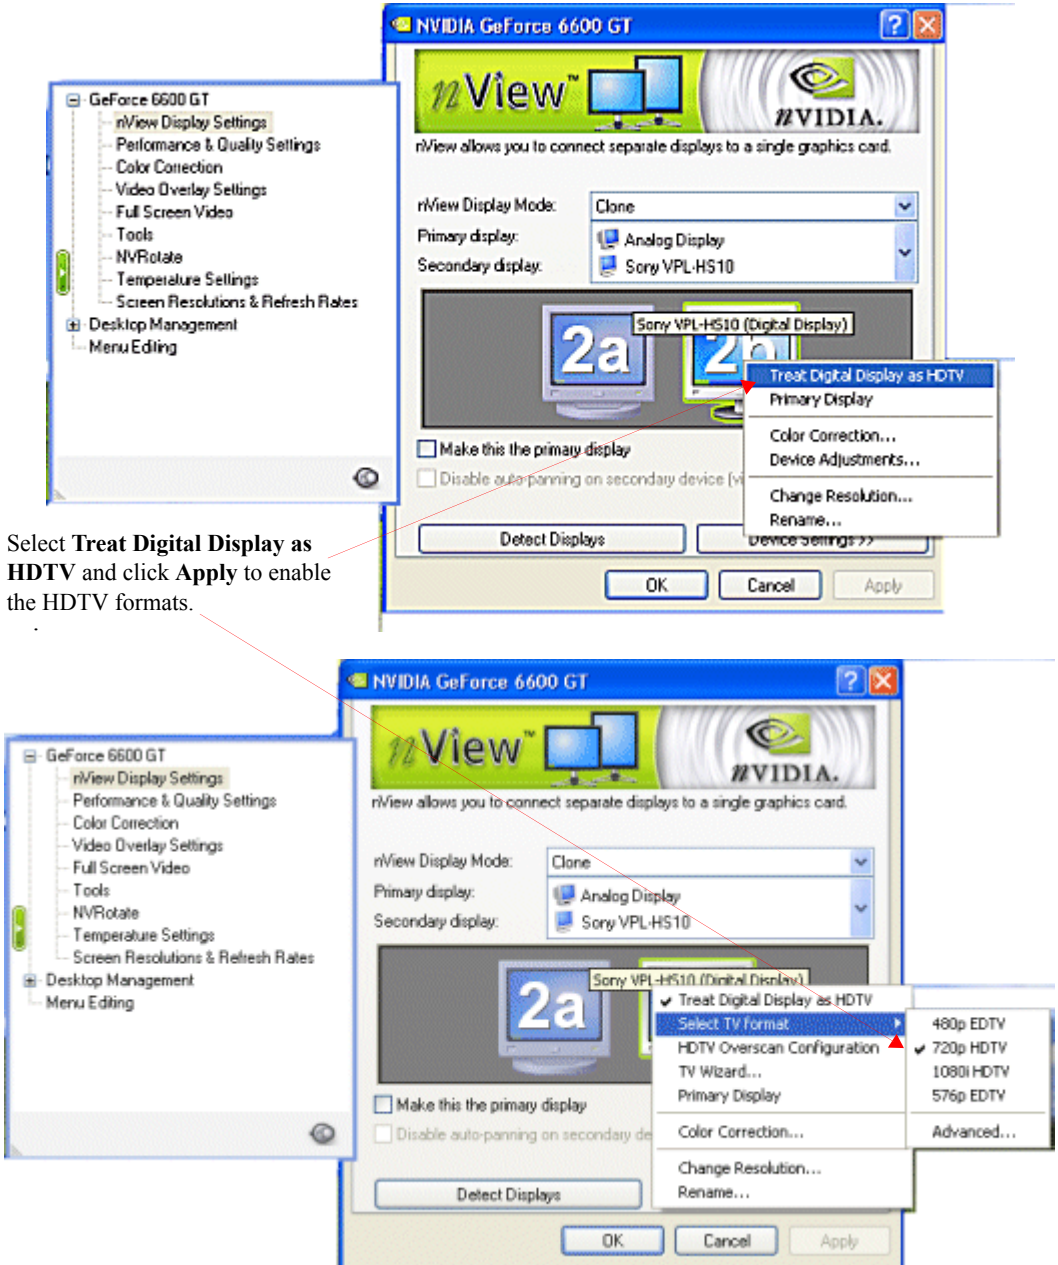 NVIDIA GeForce 6600 GT
nView™
nVIDIA.
nView allows you to connect separate displays to a single graphics card.
GeForce 6600 GT
nView Display Settings
Performance & Quality Settings
Color Correction
Video Overlay Settings
Full Screen Video
Tools
NVRotate
Temperature Settings
Screen Resolutions & Refresh Rates
Desktop Management
Menu Editing
nView Display Mode:
Clone
Primary display:
Analog Display
Secondary display:
Sony VPL-HS10
Sony VPL-HS10 (Digital Display)
2a
2b
Treat Digital Display as HDTV
Primary Display
Color Correction...
Device Adjustments...
Change Resolution...
Rename...
Make this the primary display
Disable auto-panning on secondary device (vi
Detect Displays
Device Settings >>
OK
Cancel
Apply
Select Treat Digital Display as
HDTV and click Apply to enable
the HDTV formats.
.
NVIDIA GeForce 6600 GT
nView™
nVIDIA.
nView allows you to connect separate displays to a single graphics card.
GeForce 6600 GT
nView Display Settings
Performance & Quality Settings
Color Correction
Video Overlay Settings
Full Screen Video
Tools
NVRotate
Temperature Settings
Screen Resolutions & Refresh Rates
Desktop Management
Menu Editing
nView Display Mode:
Clone
Primary display:
Analog Display
Secondary display:
Sony VPL-HS10
Sony VPL-HS10 (Digital Display)
2a
Treat Digital Display as HDTV
Select TV format
HDTV Overscan Configuration
TV Wizard...
Primary Display
Color Correction...
Change Resolution...
Rename...
480p EDTV
720p HDTV
1080i HDTV
576p EDTV
Advanced...
Make this the primary display
Disable auto-panning on secondary de
Detect Displays
OK
Cancel
Apply